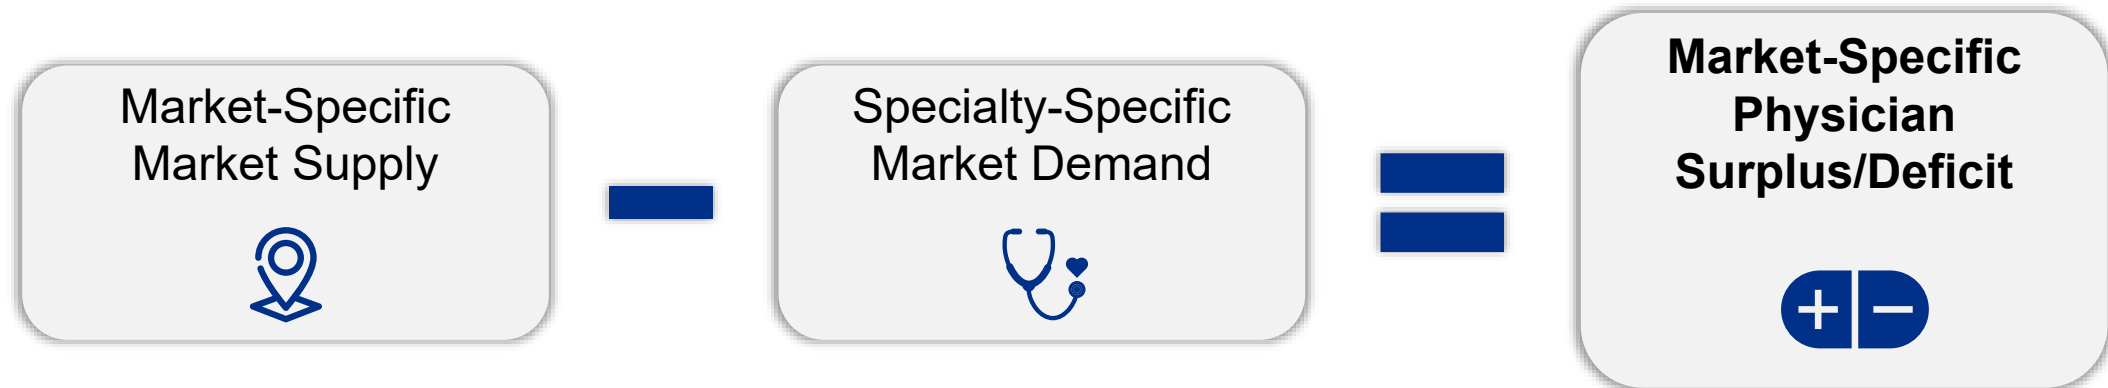 Market-Specific
Market Supply
Specialty-Specific
Market Demand
Market-Specific
Physician
Surplus/Deficit